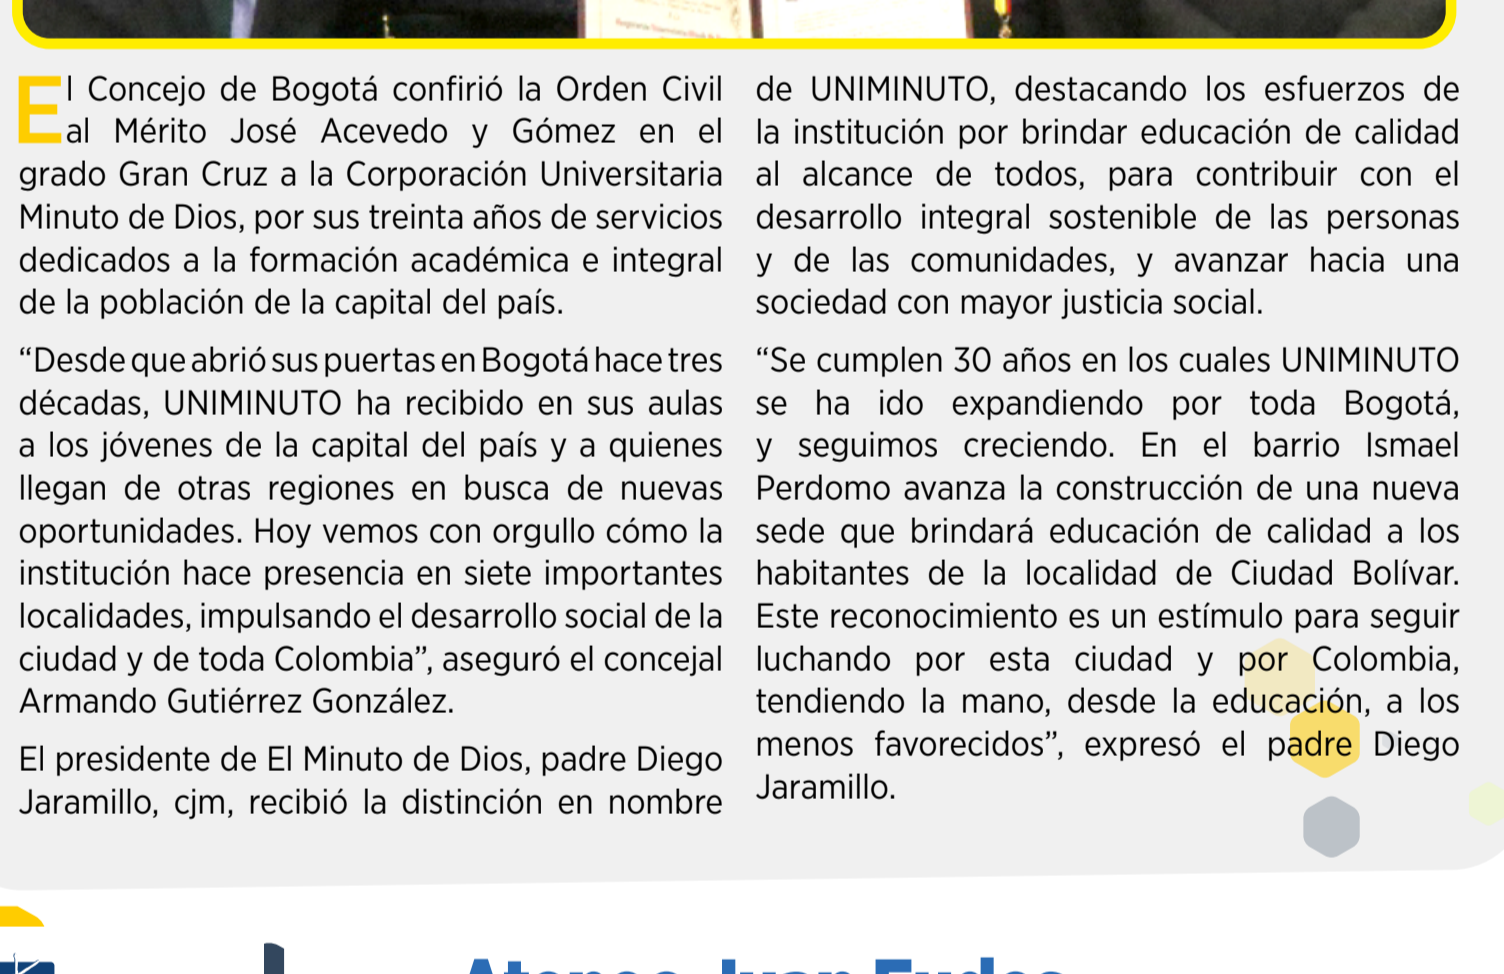 El Concejo de Bogotá confirió la Orden Civil
al Mérito José Acevedo y Gómez en el
grado Gran Cruz a la Corporación Universitaria
Minuto de Dios, por sus treinta años de servicios
dedicados a la formación académica e integral
de la población de la capital del país.
“Desde que abrió sus puertas en Bogotá hace tres
décadas, UNIMINUTO ha recibido en sus aulas
a los jóvenes de la capital del país y a quienes
llegan de otras regiones en busca de nuevas
oportunidades. Hoy vemos con orgullo cómo la
institución hace presencia en siete importantes
localidades, impulsando el desarrollo social de la
ciudad y de toda Colombia”, aseguró el concejal
Armando Gutiérrez González.
El presidente de El Minuto de Dios, padre Diego
Jaramillo, cjm, recibió la distinción en nombre
de UNIMINUTO, destacando los esfuerzos de
la institución por brindar educación de calidad
al alcance de todos, para contribuir con el
desarrollo integral sostenible de las personas
y de las comunidades, y avanzar hacia una
sociedad con mayor justicia social.
“Se cumplen 30 años en los cuales UNIMINUTO
se ha ido expandiendo por toda Bogotá,
y seguimos creciendo. En el barrio Ismael
Perdomo avanza la construcción de una nueva
sede que brindará educación de calidad a los
habitantes de la localidad de Ciudad Bolívar.
Este reconocimiento es un estímulo para seguir
luchando por esta ciudad y por Colombia,
tendiendo la mano, desde la educación, a los
menos favorecidos”, expresó el padre Diego
Jaramillo.
Ateneo Juan Eudes